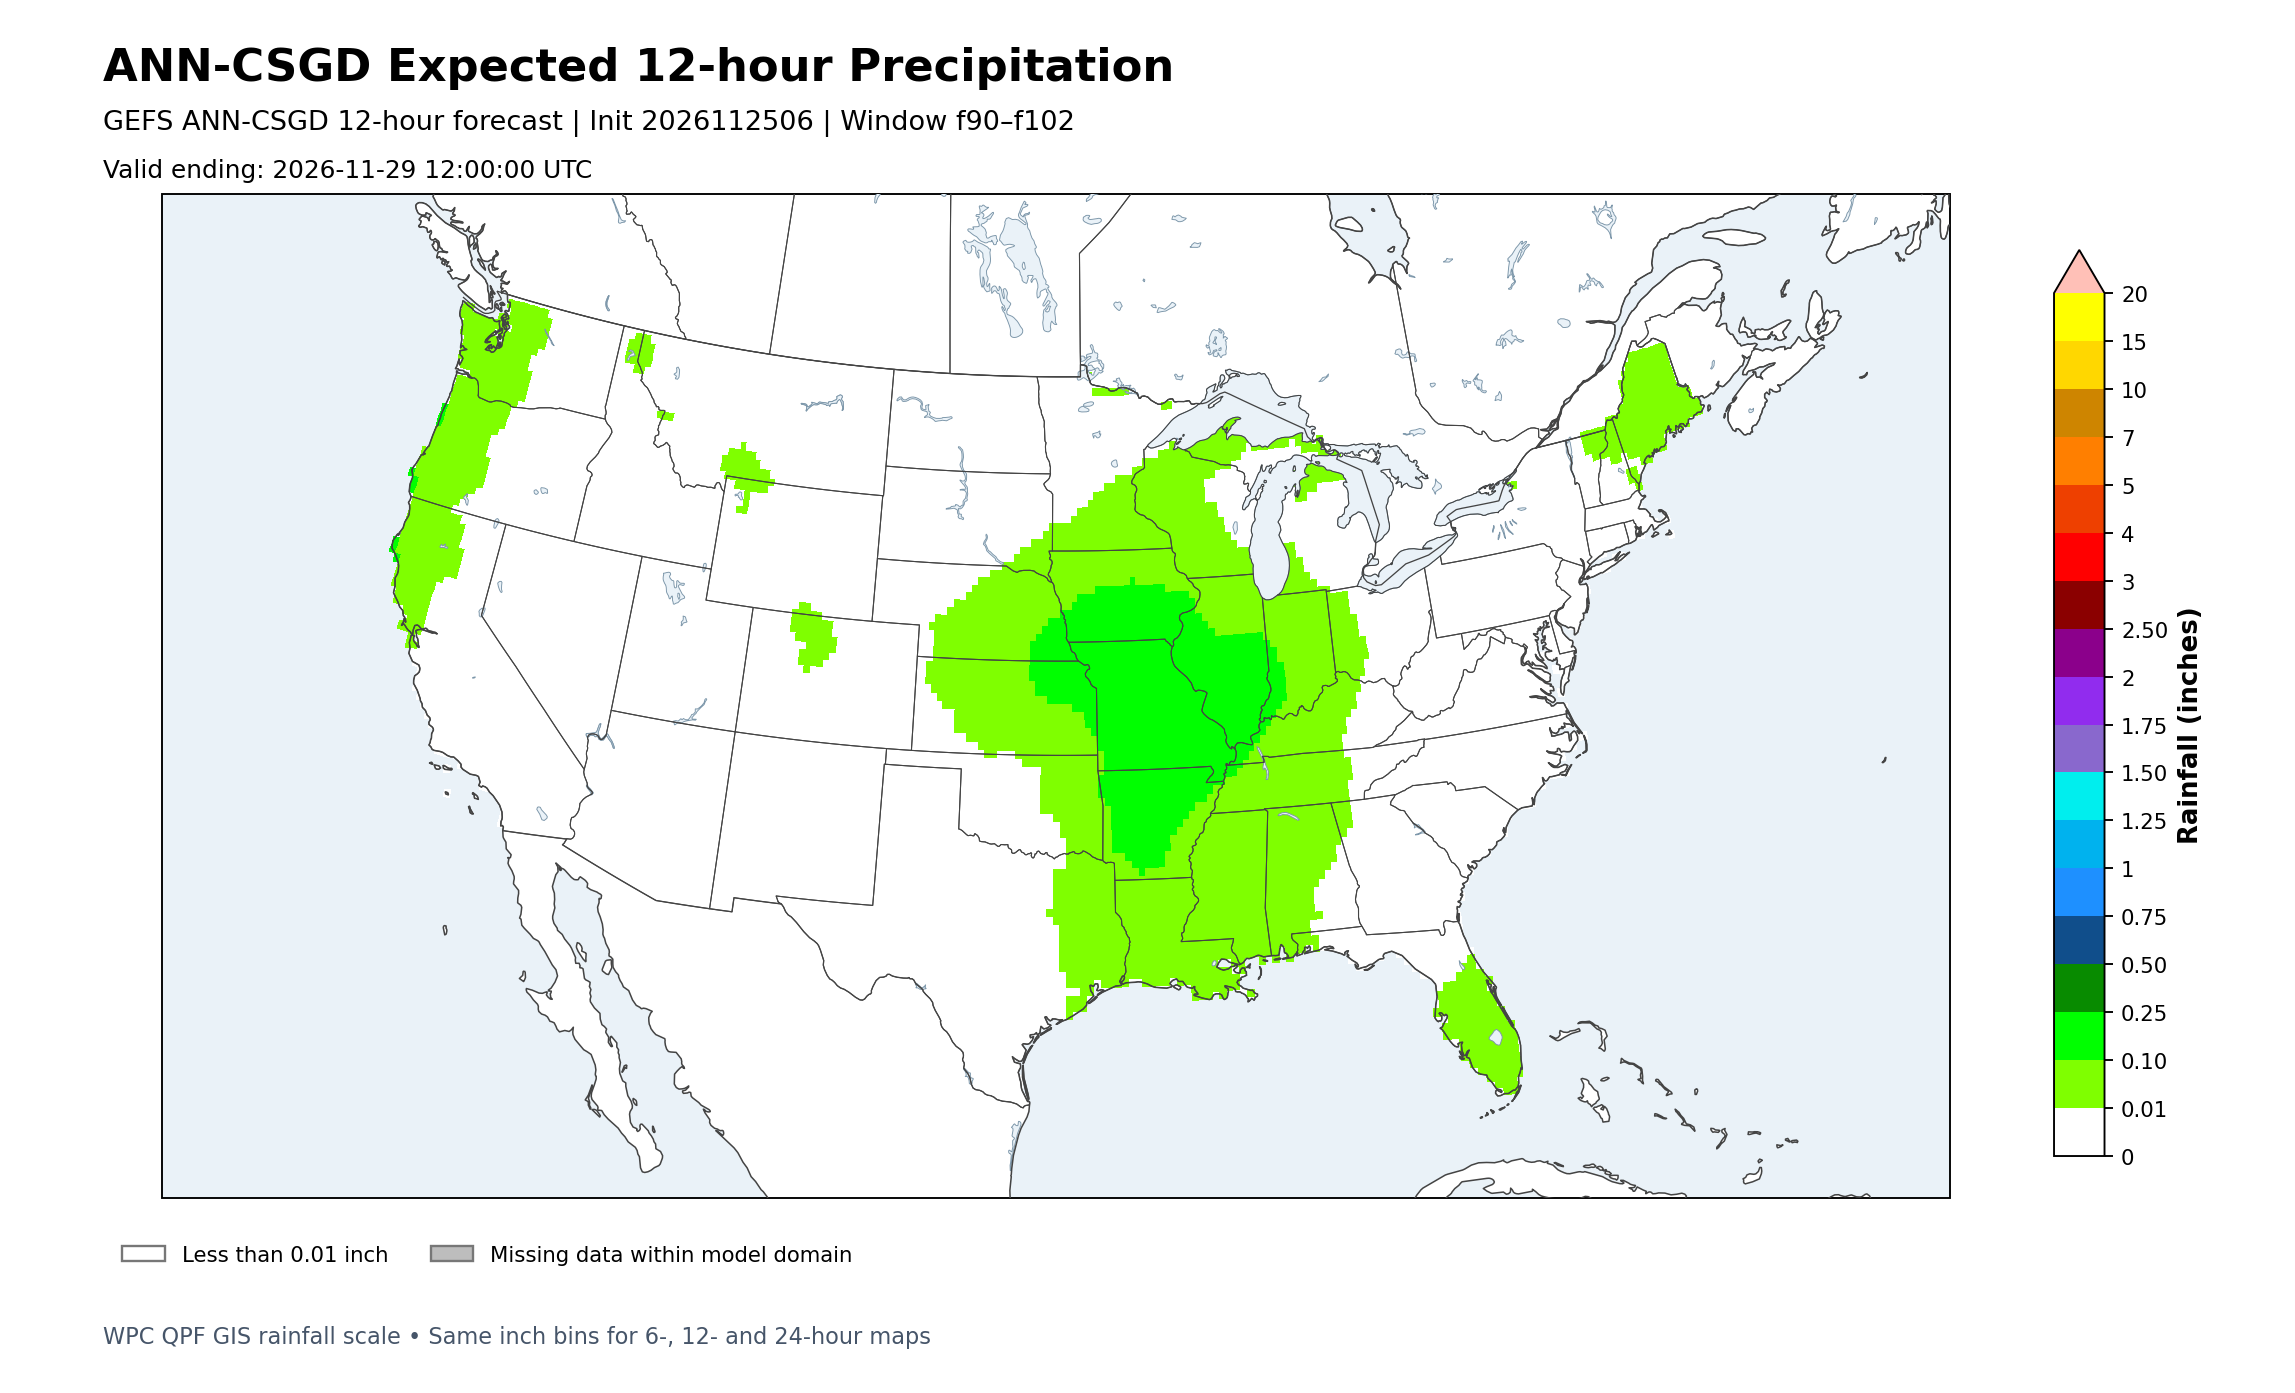 ANN-CSGD Expected 12-hour Precipitation
GEFS ANN-CSGD 12-hour forecast | Init 2026112506 | Window f90–f102
Valid ending: 2026-11-29 12:00:00 UTC
20
15
10
7
5
4
3
2.50
2
1.75
1.50
1.25
1
0.75
0.50
0.25
0.10
0.01
0
Rainfall (inches)
Less than 0.01 inch
Missing data within model domain
WPC QPF GIS rainfall scale • Same inch bins for 6-, 12- and 24-hour maps